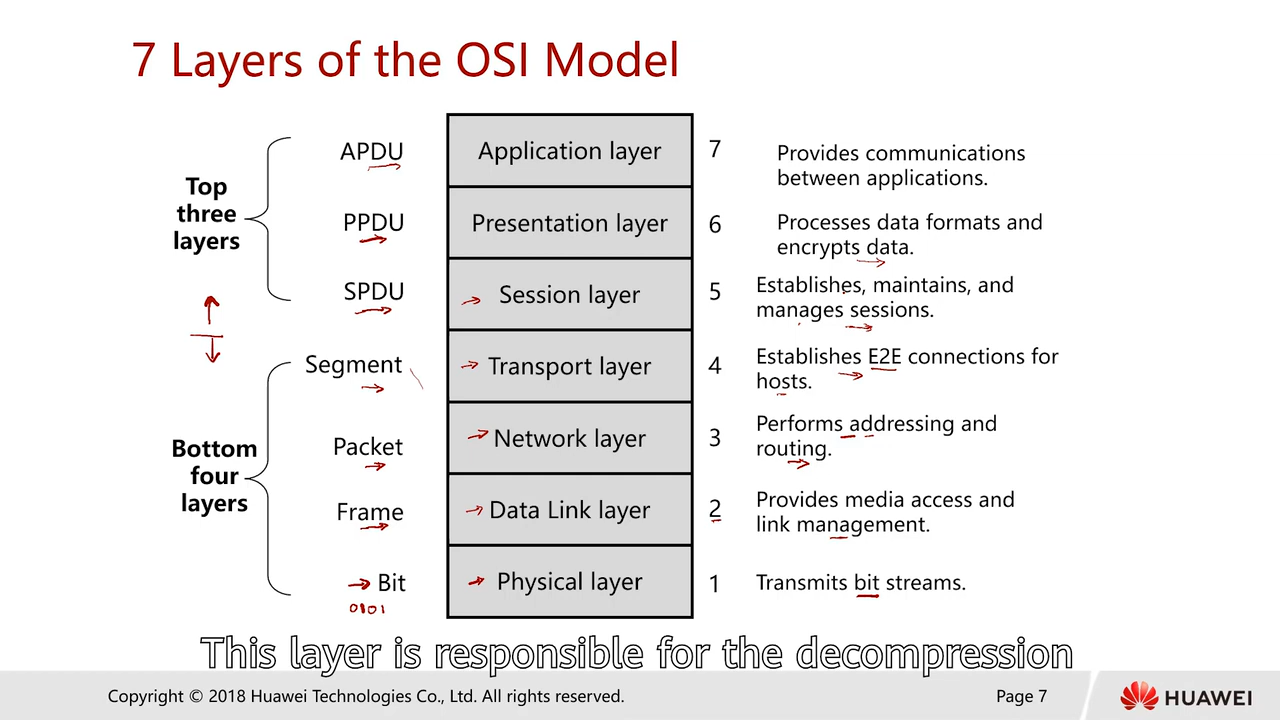 7 Layers of the OSI Model
Top
three
layers
APDU
Application layer
7
Provides communications
between applications.
PPDU
Presentation layer
6
Processes data formats and
encrypts data.
SPDU
Session layer
5
Establishes, maintains, and
manages sessions.
Bottom
four
layers
Segment
Transport layer
4
Establishes E2E connections for
hosts.
Packet
Network layer
3
Performs addressing and
routing.
Frame
Data Link layer
2
Provides media access and
link management.
Bit
0101
Physical layer
1
Transmits bit streams.
This layer is responsible for the decompression
Copyright © 2018 Huawei Technologies Co., Ltd. All rights reserved.
Page 7
HUAWEI